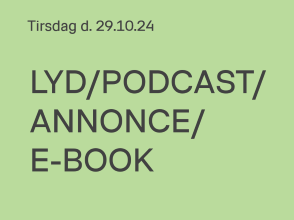 Tirsdag d. 29.10.24
LYD/PODCAST/
ANNONCE/
E-BOOK